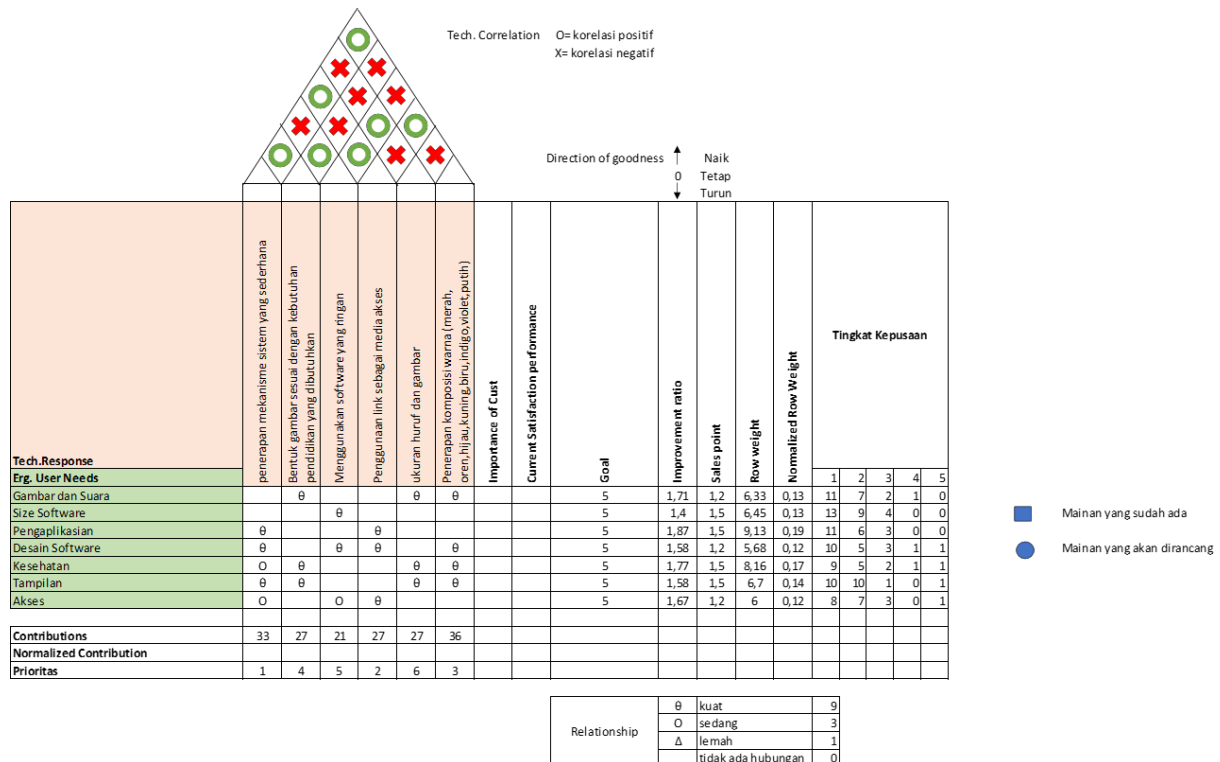 Tech. Correlation O= korelasi positif
X= korelasi negatif
Direction of goodness Naik
0 Tetap
Turun
Tech.Response
penerapan mekanisme sistem yang sederhana
Bentuk gambar sesuai dengan kebutuhan
pendidikan yang dibutuhkan
Menggunakan software yang ringan
Penggunaan link sebagai media akses
ukuran huruf dan gambar
Penerapan komposisi warna (merah,
oren,hijau,kuning,biru,indigo,violet,putih)
Importance of Cust
Current Satisfaction performance
Goal
Improvement ratio
Sales point
Row weight
Normalized Row Weight
Tingkat Kepusaan
Erg. User Needs 1 2 3 4 5
Gambar dan Suara θ θ θ 5 1,71 1,2 6,33 0,13 11 7 2 1 0
Size Software θ 5 1,4 1,5 6,45 0,13 13 9 4 0 0
Pengaplikasian θ θ 5 1,87 1,5 9,13 0,19 11 6 3 0 0
Desain Software θ θ θ θ 5 1,58 1,2 5,68 0,12 10 5 3 1 1
Kesehatan O θ θ θ 5 1,77 1,5 8,16 0,17 9 5 2 1 1
Tampilan θ θ θ θ 5 1,58 1,5 6,7 0,14 10 10 1 0 1
Akses O O θ 5 1,67 1,2 6 0,12 8 7 3 0 1
Contributions 33 27 21 27 27 36
Normalized Contribution
Prioritas 1 4 5 2 6 3
Mainan yang sudah ada
Mainan yang akan dirancang
Relationship
θ kuat 9
O sedang 3
Δ lemah 1
tidak ada hubungan 0